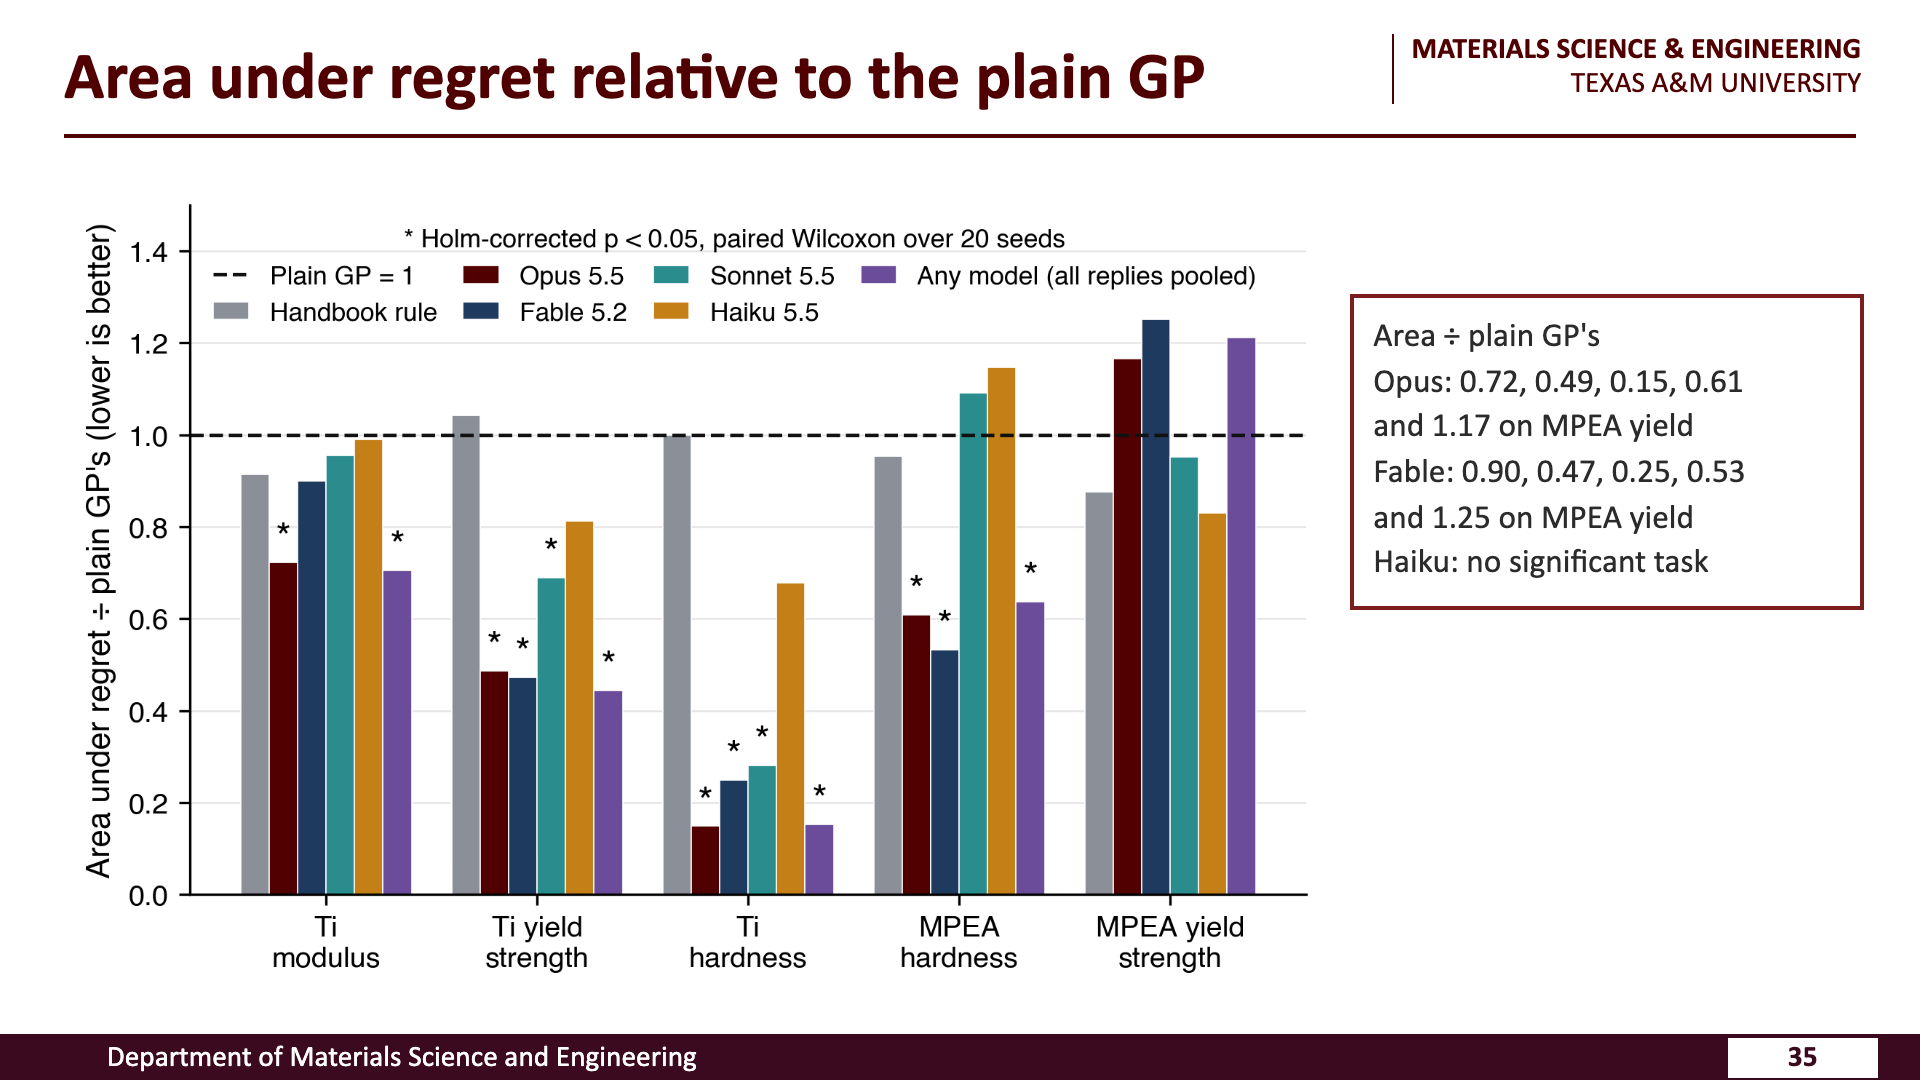 Area under regret relative to the plain GP
MATERIALS SCIENCE & ENGINEERING
TEXAS A&M UNIVERSITY
Area under regret ÷ plain GP's (lower is better)
1.4
1.2
1.0
0.8
0.6
0.4
0.2
0.0
* Holm-corrected p < 0.05, paired Wilcoxon over 20 seeds
Plain GP = 1
Handbook rule
Opus 5.5
Fable 5.2
Sonnet 5.5
Haiku 5.5
Any model (all replies pooled)
* *
* * * *
* * * *
* * *
Ti
modulus
Ti yield
strength
Ti
hardness
MPEA
hardness
MPEA yield
strength
Area ÷ plain GP's
Opus: 0.72, 0.49, 0.15, 0.61
and 1.17 on MPEA yield
Fable: 0.90, 0.47, 0.25, 0.53
and 1.25 on MPEA yield
Haiku: no significant task
Department of Materials Science and Engineering
35